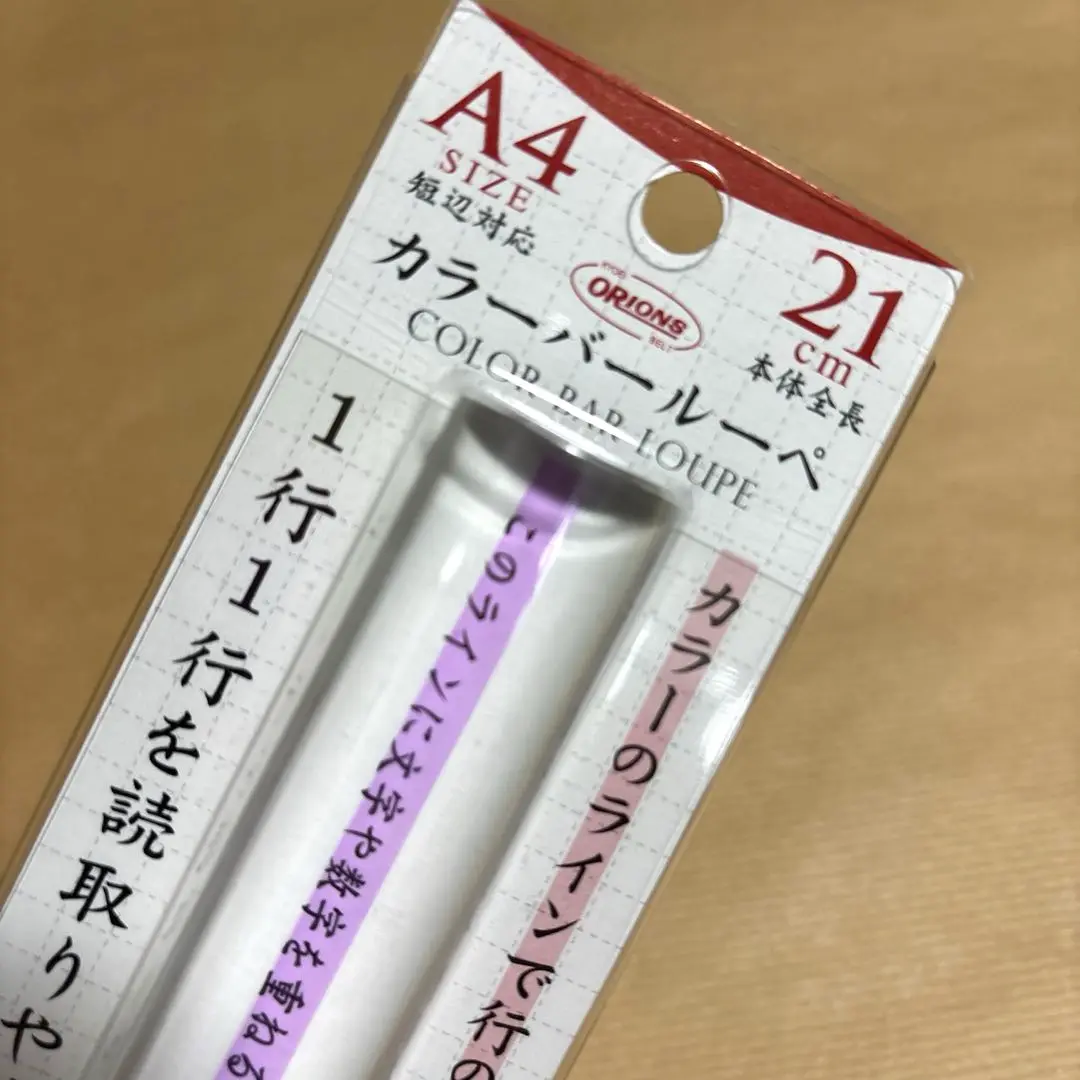 A4
SIZE
短辺対応
ORIONS
BELT
21
cm
本体全長
カラーバールーペ
COLOR BAR LOUPE
1行1行を読取りや
このラインに文字や数字を重ねる
カラーのラインで行の